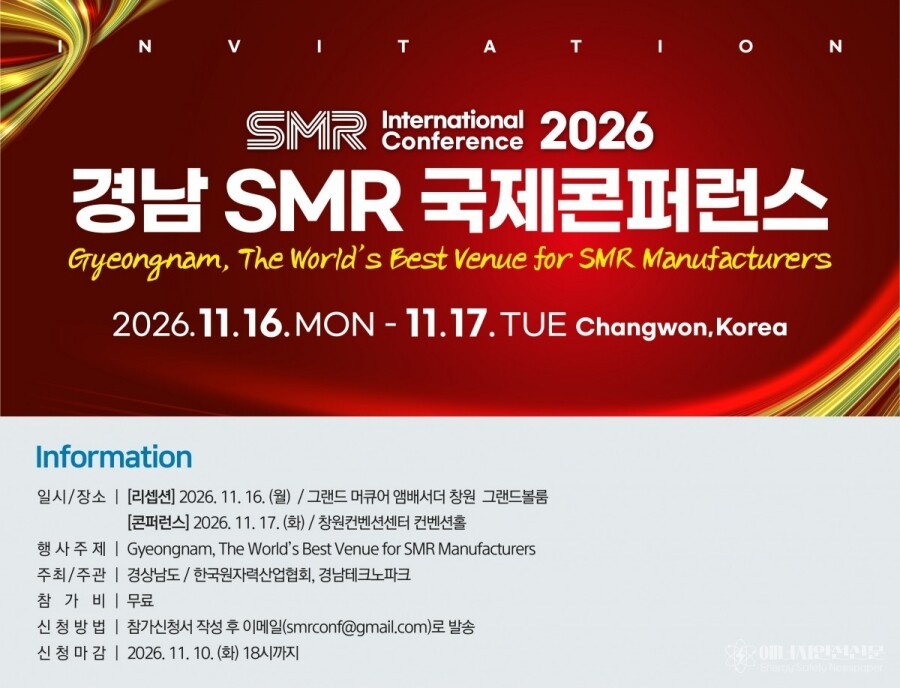 INVITATION
SMR International Conference 2026
경남 SMR 국제콘퍼런스
Gyeongnam, The World's Best Venue for SMR Manufacturers
2026.11.16.MON - 11.17.TUE Changwon,Korea
Information
일시/장소 | [리셉션] 2026. 11. 16. (월) / 그랜드 머큐어 앰배서더 창원 그랜드볼룸
[콘퍼런스] 2026. 11. 17. (화) / 창원컨벤션센터 컨벤션홀
행사주제 | Gyeongnam, The World's Best Venue for SMR Manufacturers
주최/주관 | 경상남도 / 한국원자력산업협회, 경남테크노파크
참가비 | 무료
신청방법 | 참가신청서 작성 후 이메일(smrconf@gmail.com)로 발송
신청마감 | 2026. 11. 10. (화) 18시까지
에너지안전신문